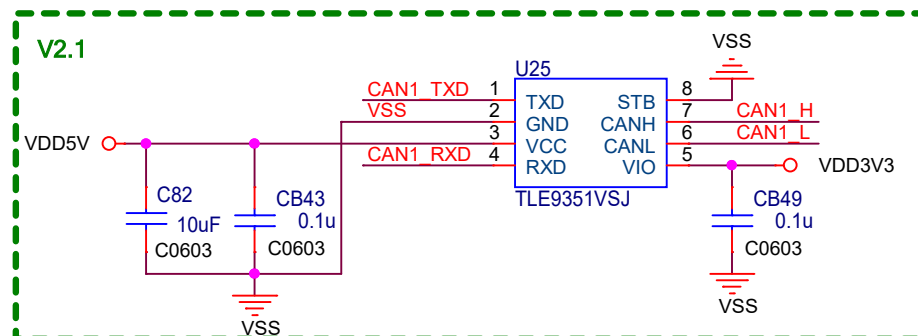 V2.1
VSS
U25
CAN1_TXD 1 TXD STB 8
VSS 2 GND CANH 7 CAN1_H
VDD5V 3 VCC CANL 6 CAN1_L
CAN1_RXD 4 RXD VIO 5 VDD3V3
TLE9351VSJ
C82
10uF
C0603
CB43
0.1u
C0603
CB49
0.1u
C0603
VSS
VSS